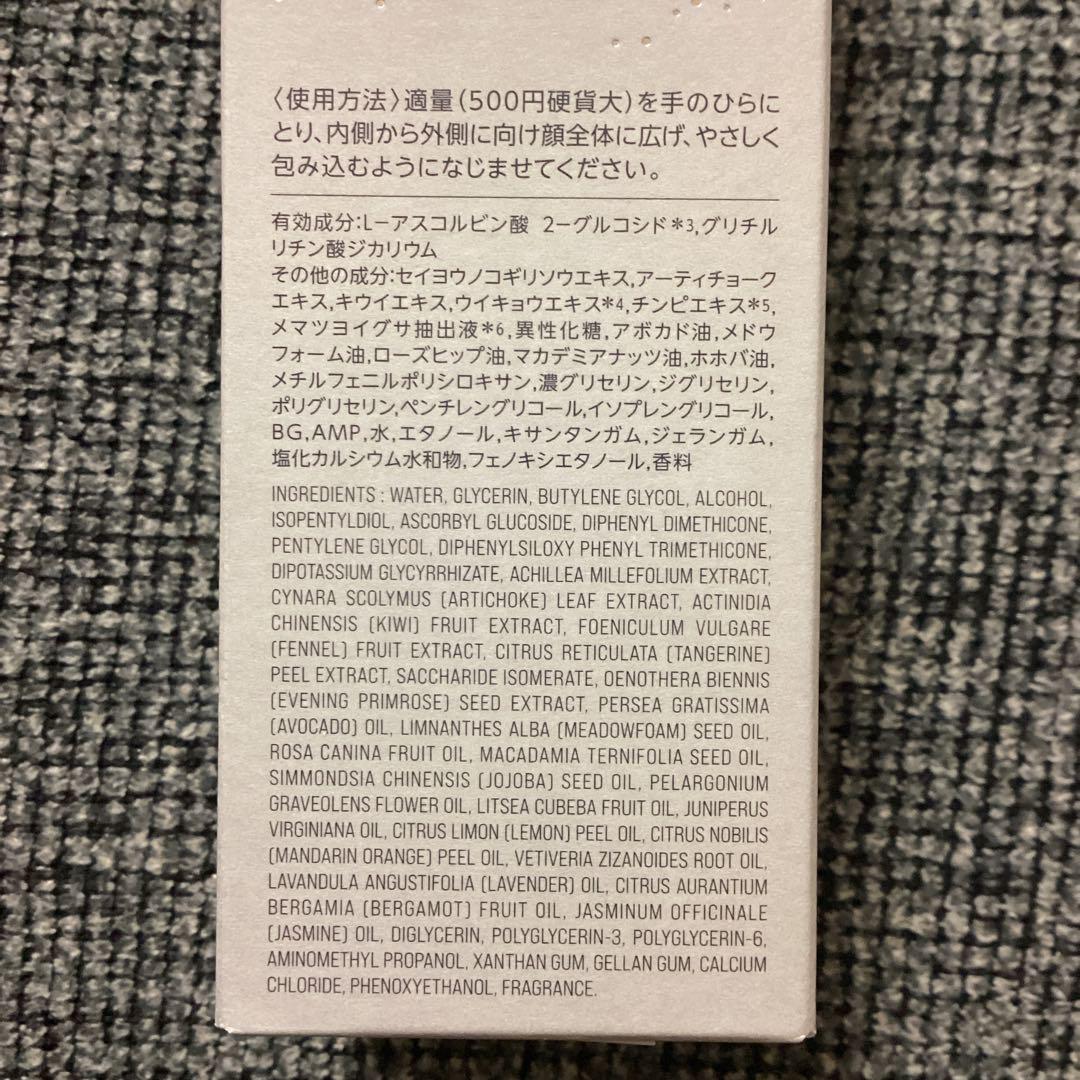 〈使用方法〉適量(500円硬貨大)を手のひらに
とり、内側から外側に向け顔全体に広げ、やさしく
包み込むようになじませてください。
有効成分:L-アスコルビン酸 2-グルコシド*3,グリチル
リチン酸ジカリウム
その他の成分:セイヨウノコギリソウエキス,アーティチョーク
エキス,キウイエキス,ウイキョウエキス*4,チンピエキス*5,
メマツヨイグサ抽出液*6,異性化糖,アボカド油,メドウ
フォーム油,ローズヒップ油,マカデミアナッツ油,ホホバ油,
メチルフェニルポリシロキサン,濃グリセリン,ジグリセリン,
ポリグリセリン,ペンチレングリコール,イソプレングリコール,
BG,AMP,水,エタノール,キサンタンガム,ジェランガム,
塩化カルシウム水和物,フェノキシエタノール,香料
INGREDIENTS : WATER, GLYCERIN, BUTYLENE GLYCOL, ALCOHOL,
ISOPENTYLDIOL, ASCORBYL GLUCOSIDE, DIPHENYL DIMETHICONE,
PENTYLENE GLYCOL, DIPHENYLSILOXY PHENYL TRIMETHICONE,
DIPOTASSIUM GLYCYRRHIZATE, ACHILLEA MILLEFOLIUM EXTRACT,
CYNARA SCOLYMUS (ARTICHOKE) LEAF EXTRACT, ACTINIDIA
CHINENSIS (KIWI) FRUIT EXTRACT, FOENICULUM VULGARE
(FENNEL) FRUIT EXTRACT, CITRUS RETICULATA (TANGERINE)
PEEL EXTRACT, SACCHARIDE ISOMERATE, OENOTHERA BIENNIS
(EVENING PRIMROSE) SEED EXTRACT, PERSEA GRATISSIMA
(AVOCADO) OIL, LIMNANTHES ALBA (MEADOWFOAM) SEED OIL,
ROSA CANINA FRUIT OIL, MACADAMIA TERNIFOLIA SEED OIL,
SIMMONDSIA CHINENSIS (JOJOBA) SEED OIL, PELARGONIUM
GRAVEOLENS FLOWER OIL, LITSEA CUBEBA FRUIT OIL, JUNIPERUS
VIRGINIANA OIL, CITRUS LIMON (LEMON) PEEL OIL, CITRUS NOBILIS
(MANDARIN ORANGE) PEEL OIL, VETIVERIA ZIZANOIDES ROOT OIL,
LAVANDULA ANGUSTIFOLIA (LAVENDER) OIL, CITRUS AURANTIUM
BERGAMIA (BERGAMOT) FRUIT OIL, JASMINUM OFFICINALE
(JASMINE) OIL, DIGLYCERIN, POLYGLYCERIN-3, POLYGLYCERIN-6,
AMINOMETHYL PROPANOL, XANTHAN GUM, GELLAN GUM, CALCIUM
CHLORIDE, PHENOXYETHANOL, FRAGRANCE.